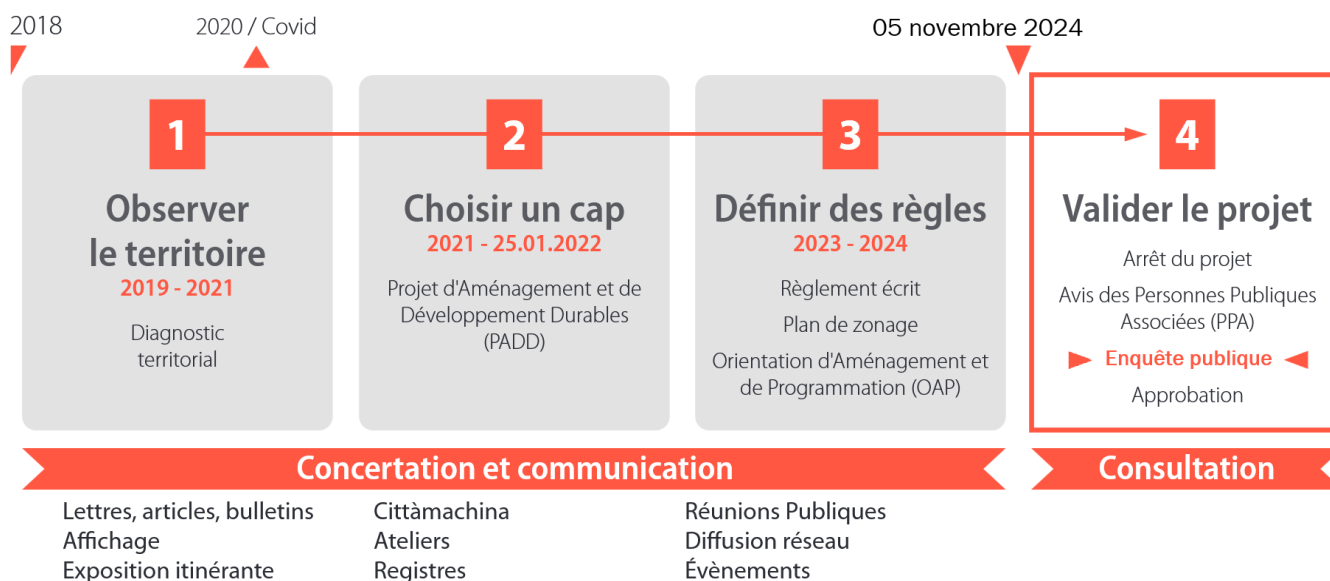 2018
2020 / Covid
05 novembre 2024
1
Observer
le territoire
2019 - 2021
Diagnostic
territorial
2
Choisir un cap
2021 - 25.01.2022
Projet d'Aménagement et de
Développement Durables
(PADD)
3
Définir des règles
2023 - 2024
Règlement écrit
Plan de zonage
Orientation d'Aménagement et
de Programmation (OAP)
4
Valider le projet
Arrêt du projet
Avis des Personnes Publiques
Associées (PPA)
Enquête publique
Approbation
Concertation et communication
Consultation
Lettres, articles, bulletins
Affichage
Exposition itinérante
Cittàmachina
Ateliers
Registres
Réunions Publiques
Diffusion réseau
Évènements